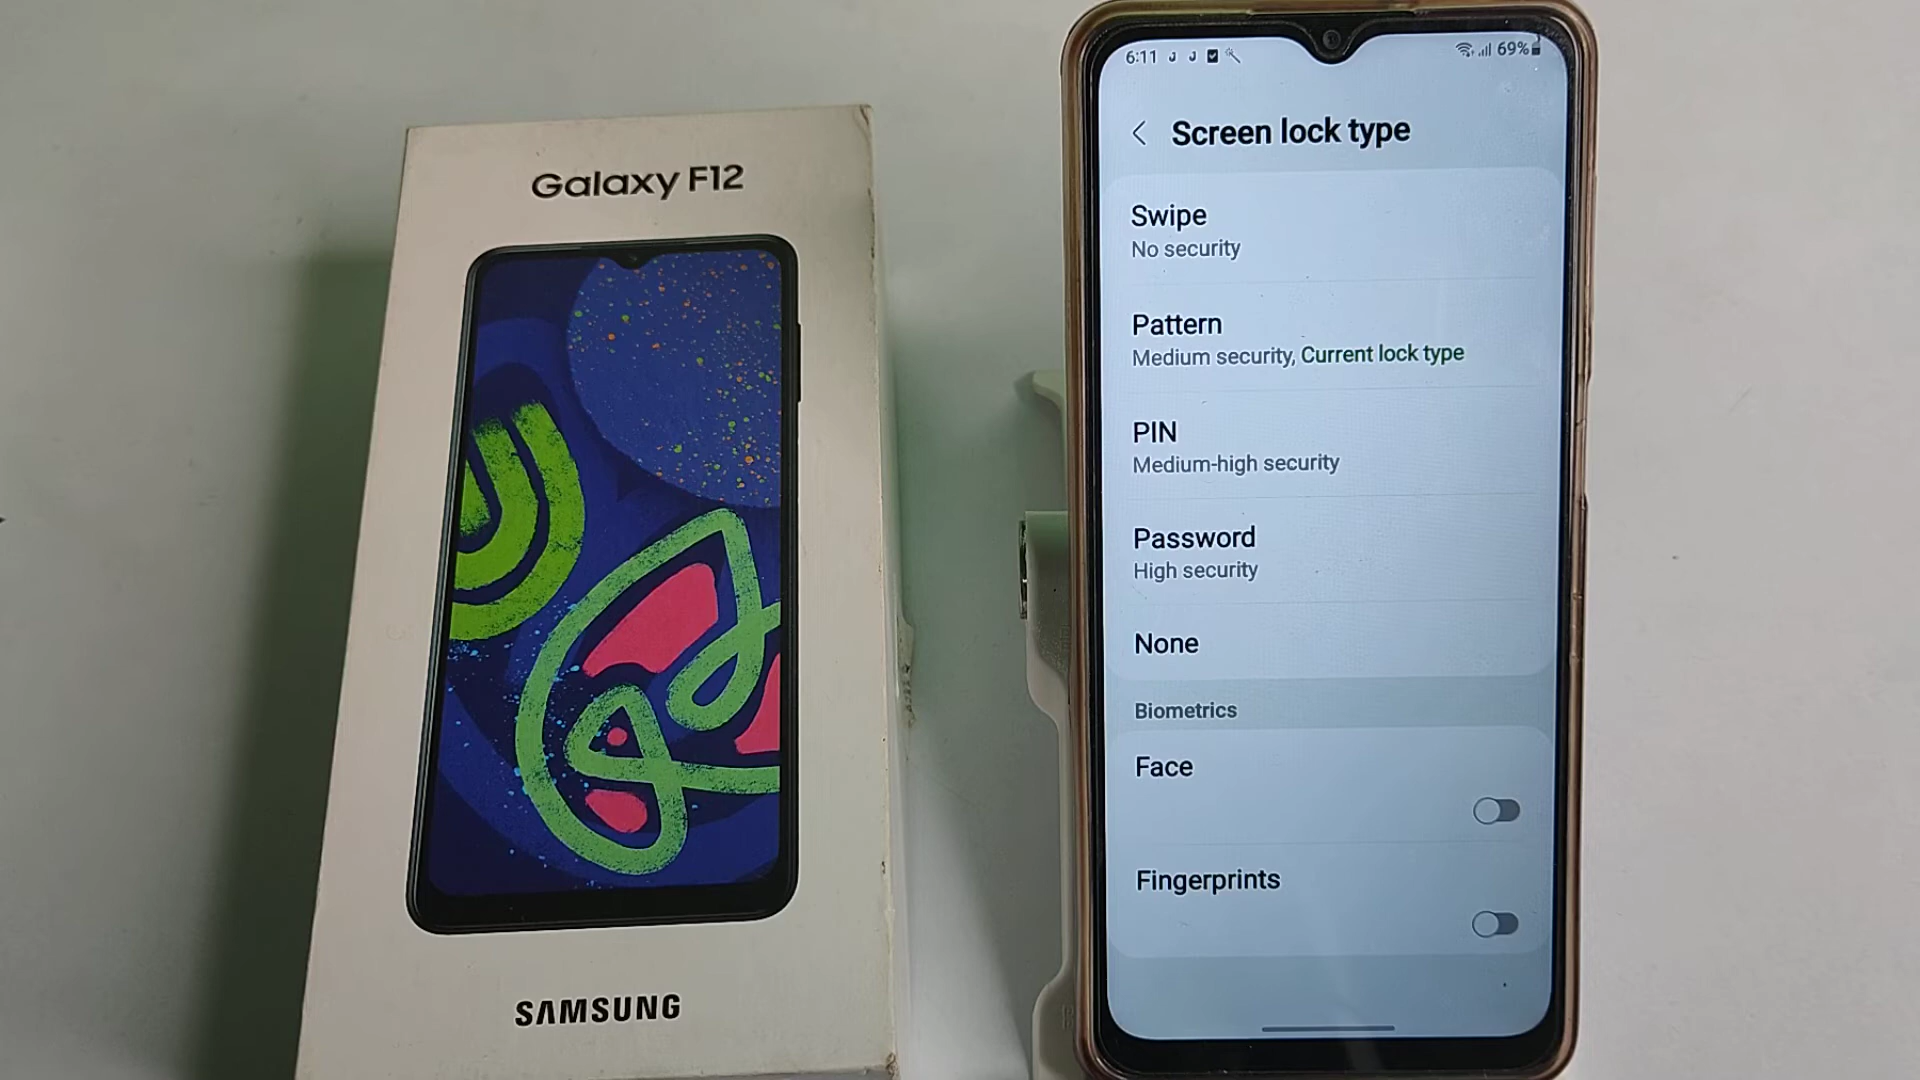 Galaxy F12
SAMSUNG
6:11
69%
Screen lock type
Swipe
No security
Pattern
Medium security, Current lock type
PIN
Medium-high security
Password
High security
None
Biometrics
Face
Fingerprints